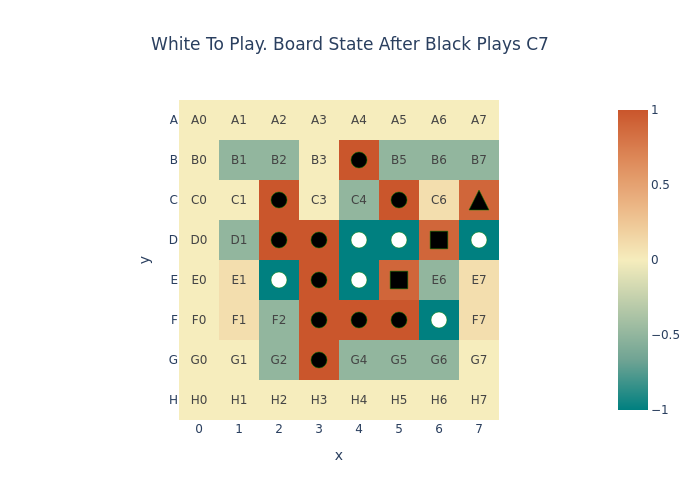 White To Play. Board State After Black Plays C7
A A0 A1 A2 A3 A4 A5 A6 A7 1
B B0 B1 B2 B3 B5 B6 B7
C C0 C1 C3 C4 C6 0.5
D D0 D1
y E E0 E1 E6 E7 0
F F0 F1 F2 F7 −0.5
G G0 G1 G2 G4 G5 G6 G7
H H0 H1 H2 H3 H4 H5 H6 H7 −1
0 1 2 3 4 5 6 7
x